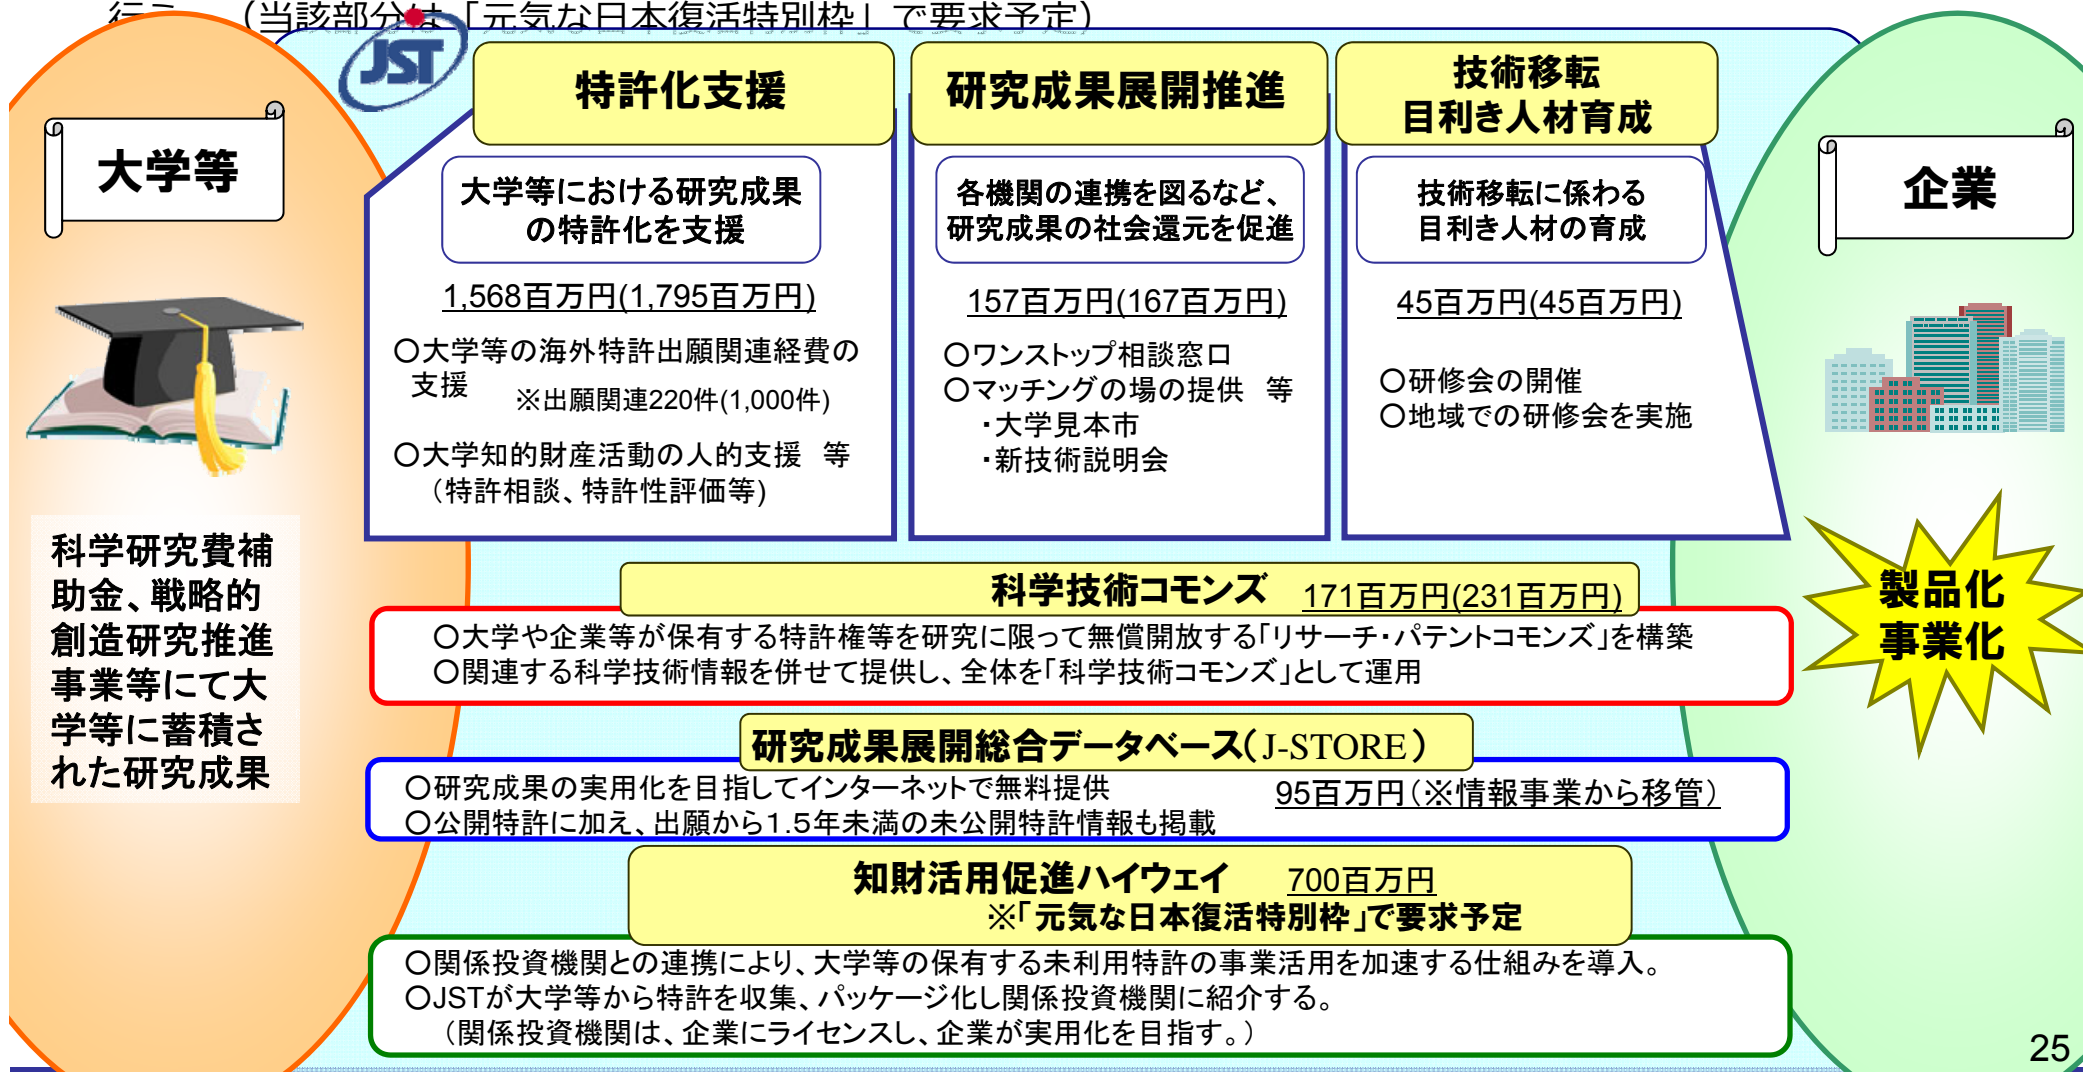 行う。（当該部分は「元気な日本復活特別枠」で要求予定）
JST
大学等
科学研究費補
助金、戦略的
創造研究推進
事業等にて大
学等に蓄積さ
れた研究成果
特許化支援
大学等における研究成果
の特許化を支援
1,568百万円(1,795百万円)
〇大学等の海外特許出願関連経費の
支援
※出願関連220件(1,000件)
〇大学知的財産活動の人的支援　等
（特許相談、特許性評価等)
研究成果展開推進
各機関の連携を図るなど、
研究成果の社会還元を促進
157百万円(167百万円)
〇ワンストップ相談窓口
〇マッチングの場の提供　等
・大学見本市
・新技術説明会
技術移転
目利き人材育成
技術移転に係わる
目利き人材の育成
45百万円(45百万円)
〇研修会の開催
〇地域での研修会を実施
企業
製品化
事業化
科学技術コモンズ　171百万円(231百万円)
〇大学や企業等が保有する特許権等を研究に限って無償開放する「リサーチ・パテントコモンズ」を構築
〇関連する科学技術情報を併せて提供し、全体を「科学技術コモンズ」として運用
研究成果展開総合データベース（J-STORE）
〇研究成果の実用化を目指してインターネットで無料提供
95百万円（※情報事業から移管）
〇公開特許に加え、出願から1.5年未満の未公開特許情報も掲載
知財活用促進ハイウェイ　700百万円
※「元気な日本復活特別枠」で要求予定
〇関係投資機関との連携により、大学等の保有する未利用特許の事業活用を加速する仕組みを導入。
〇JSTが大学等から特許を収集、パッケージ化し関係投資機関に紹介する。
（関係投資機関は、企業にライセンスし、企業が実用化を目指す。）
25